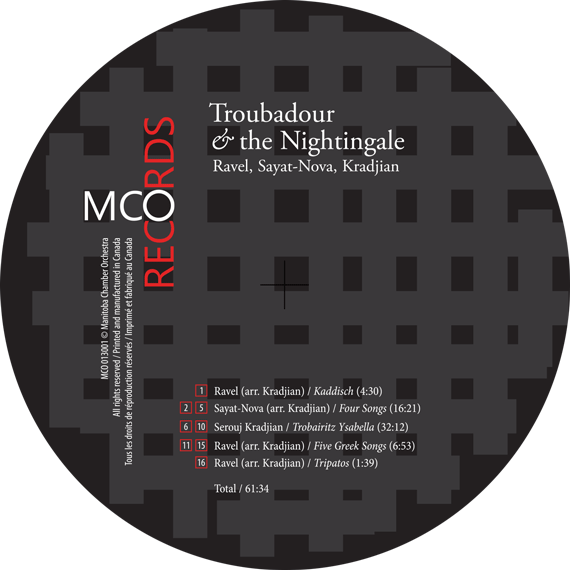 Troubadour
& the Nightingale
Ravel, Sayat-Nova, Kradjian
MCO
RECORDS
MCO 013001 © Manitoba Chamber Orchestra
All rights reserved / Printed and manufactured in Canada
Tous les droits de réproduction réservés / Imprimé et fabriqué au Canada
1 Ravel (arr. Kradjian) / Kaddisch (4:30)
2 5 Sayat-Nova (arr. Kradjian) / Four Songs (16:21)
6 10 Serouj Kradjian / Trobairitz Ysabella (32:12)
11 15 Ravel (arr. Kradjian) / Five Greek Songs (6:53)
16 Ravel (arr. Kradjian) / Tripatos (1:39)
Total / 61:34